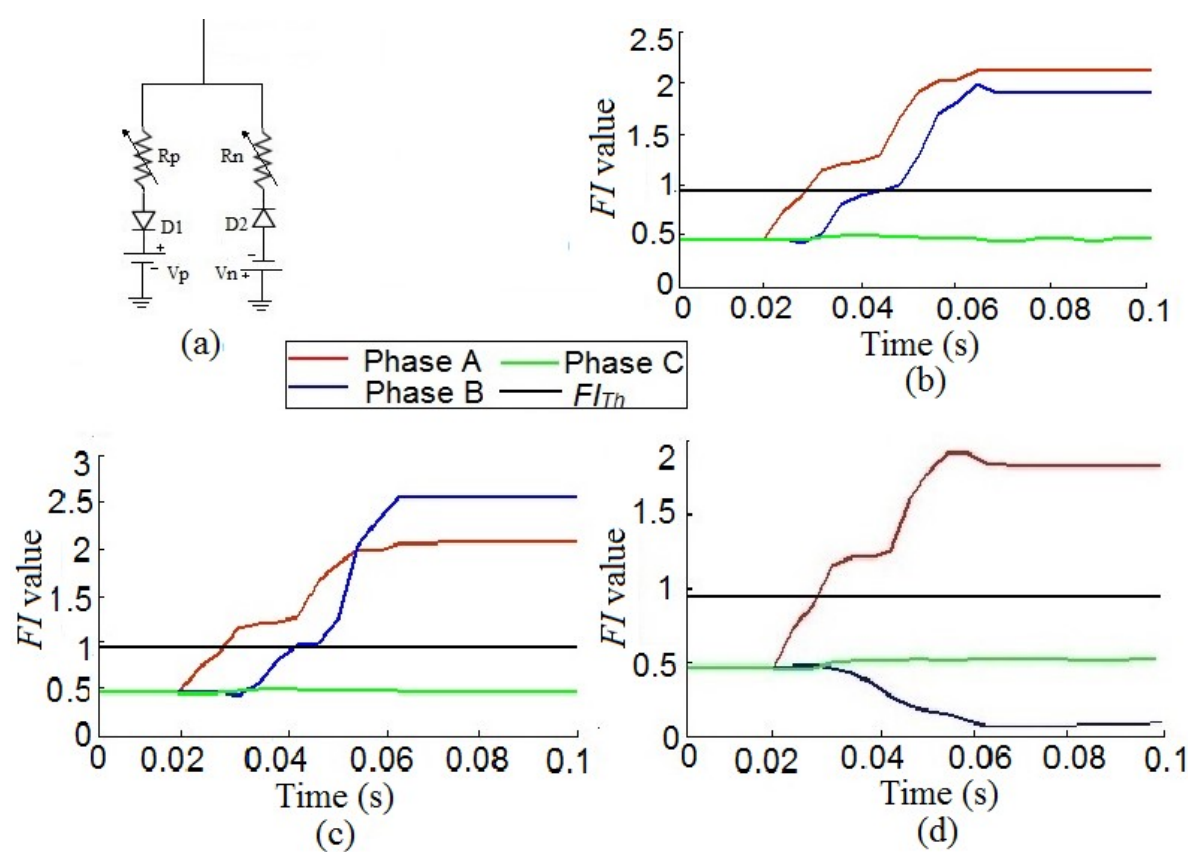 Rp
Rn
D1
D2
+
-
Vp
-
Vn
+
(a)
2.5
2
1.5
1
0.5
0
FI value
0
0.02
0.04
0.06
0.08
0.1
Time (s)
(b)
Phase A
Phase C
Phase B
FITh
3
2.5
2
1.5
1
0.5
0
FI value
0
0.02
0.04
0.06
0.08
0.1
Time (s)
(c)
2
1.5
1
0.5
0
FI value
0
0.02
0.04
0.06
0.08
0.1
Time (s)
(d)